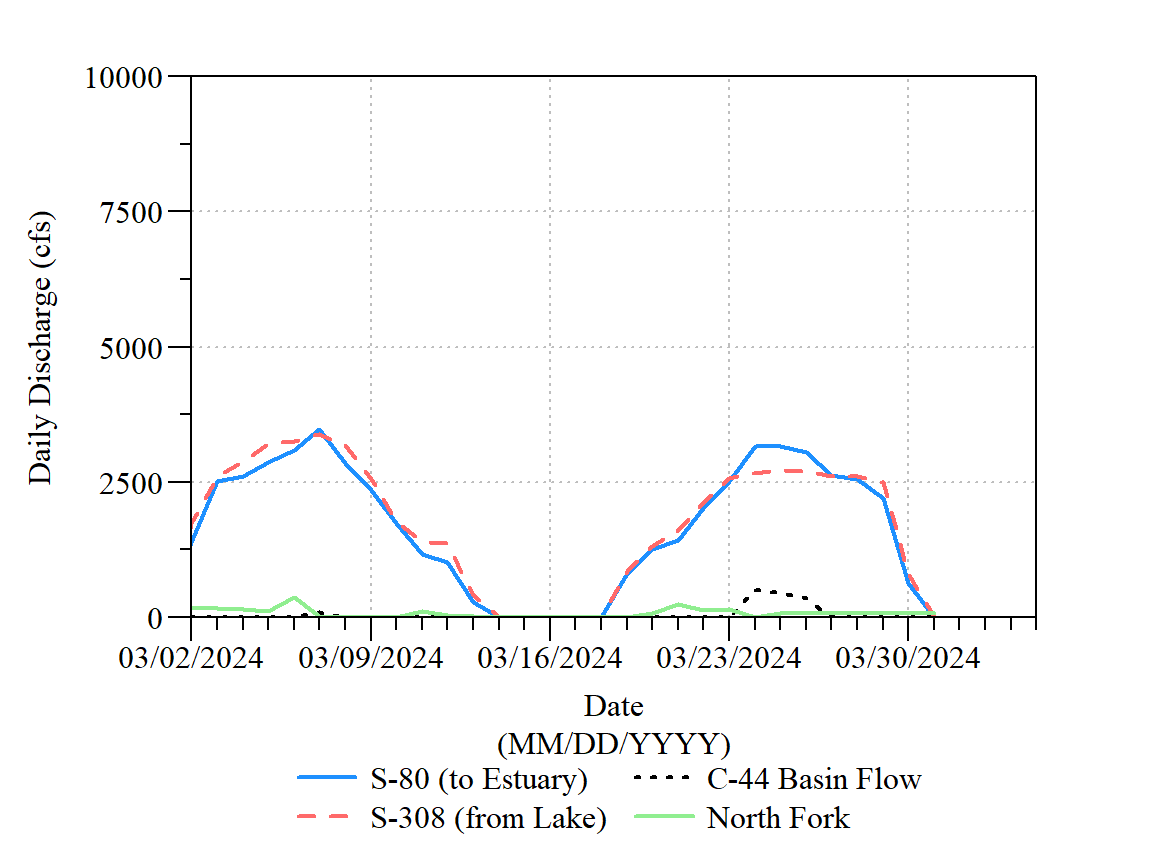 10000
7500
5000
2500
0
Daily Discharge (cfs)
03/02/2024 03/09/2024 03/16/2024 03/23/2024 03/30/2024
Date
(MM/DD/YYYY)
S-80 (to Estuary) C-44 Basin Flow
S-308 (from Lake) North Fork